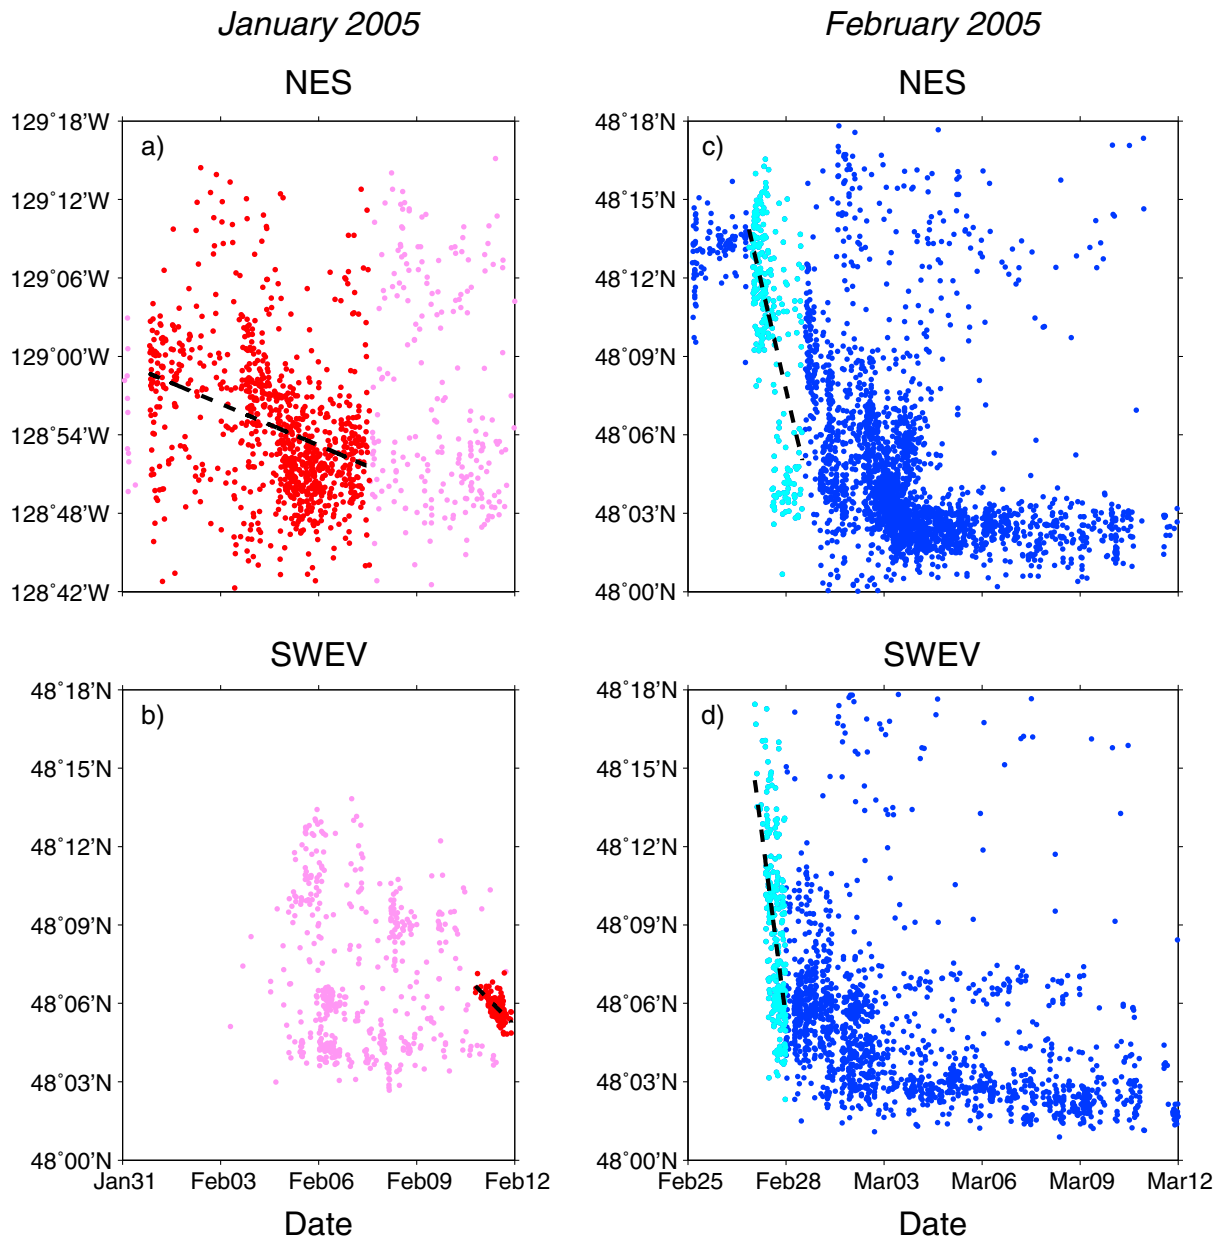 January 2005
February 2005
NES
NES
129˚18'W
129˚12'W
129˚06'W
129˚00'W
128˚54'W
128˚48'W
128˚42'W
a)
48˚18'N
48˚15'N
48˚12'N
48˚09'N
48˚06'N
48˚03'N
48˚00'N
c)
SWEV
SWEV
48˚18'N
48˚15'N
48˚12'N
48˚09'N
48˚06'N
48˚03'N
48˚00'N
b)
Jan31 Feb03 Feb06 Feb09 Feb12
Date
48˚18'N
48˚15'N
48˚12'N
48˚09'N
48˚06'N
48˚03'N
48˚00'N
d)
Feb25 Feb28 Mar03 Mar06 Mar09 Mar12
Date